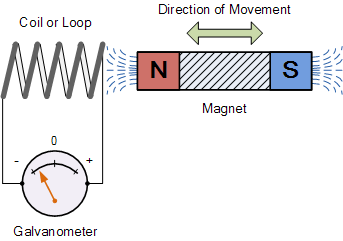 Coil or Loop
Direction of Movement
N
S
Magnet
0
- +
Galvanometer